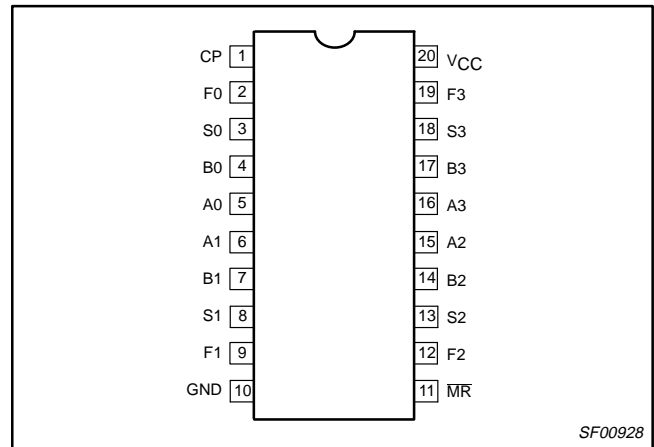 CP 1 20 VCC
F0 2 19 F3
S0 3 18 S3
B0 4 17 B3
A0 5 16 A3
A1 6 15 A2
B1 7 14 B2
S1 8 13 S2
F1 9 12 F2
GND 10 11 M̅R̅
SF00928